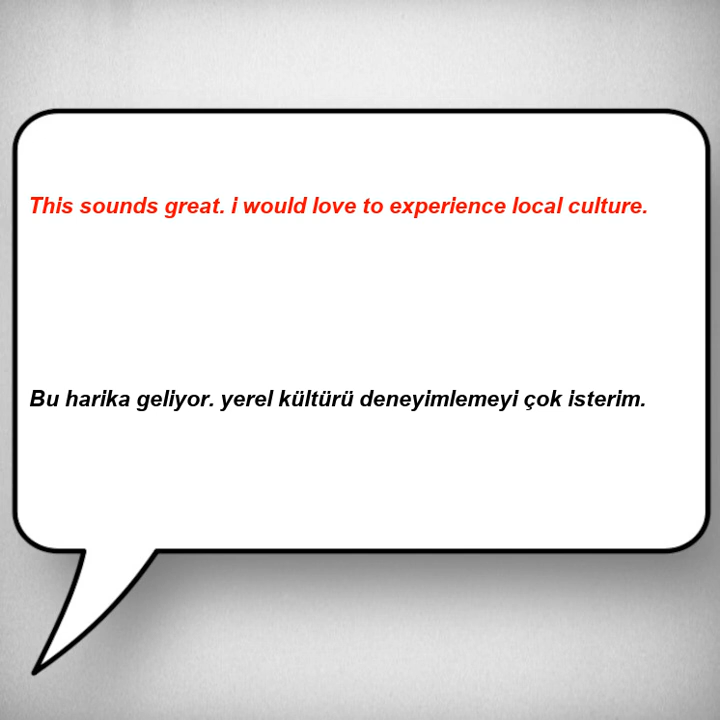 This sounds great. i would love to experience local culture.
Bu harika geliyor. yerel kültürü deneyimlemeyi çok isterim.